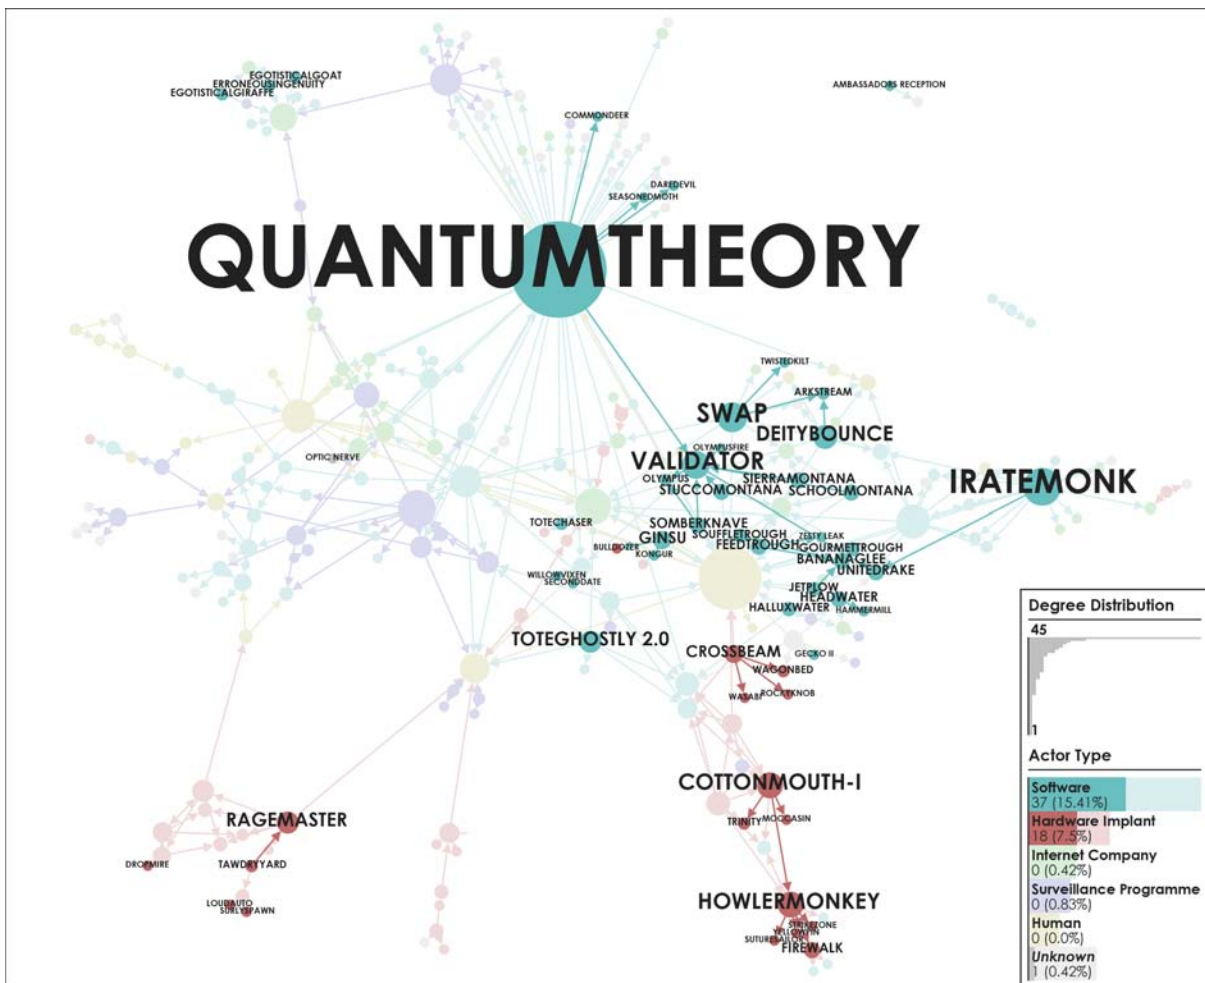 EGOTISTICALGOAT
ERRONEOUSINGENUITY
EGOTISTICALGIRAFFE
AMBASSADORS RECEPTION
COMMONDEER
DAREDEVIL
SEASONEDMOTH
QUANTUMTHEORY
TWISTEDKILT
ARKSTREAM
SWAP
DEITYBOUNCE
OLYMPUSFIRE
OPTIC NERVE
VALIDATOR
OLYMPUS
SIERRAMONTANA
IRATEMONK
STUCCOMONTANA
SCHOOLMONTANA
TOTECHASER
SOMBERKNAVE
SOUFFLETROUGH
ZESTY LEAK
GINSU
FEEDTROUGH
GOURMETTROUGH
BULLDOZER
KONGUR
BANANAGLEE
UNITEDRAKE
WILLOWVIXEN
SECONDDATE
JETPLOW
HEADWATER
HALLUXWATER
HAMMERMILL
TOTEGHOSTLY 2.0
CROSSBEAM
GECKO II
WAGONBED
WATABI
ROCKYKNOB
COTTONMOUTH-I
RAGEMASTER
TRINITY
MOCCASIN
DROPMIRE
TAWDRYYARD
LOUDAUTO
SURLYSPAWN
HOWLERMONKEY
STRIKEZONE
YELLOWPIN
SUTURESAILOR
FIREWALK
Degree Distribution
45
1
Actor Type
Software
37 (15.41%)
Hardware Implant
18 (7.5%)
Internet Company
0 (0.42%)
Surveillance Programme
0 (0.83%)
Human
0 (0.0%)
Unknown
1 (0.42%)